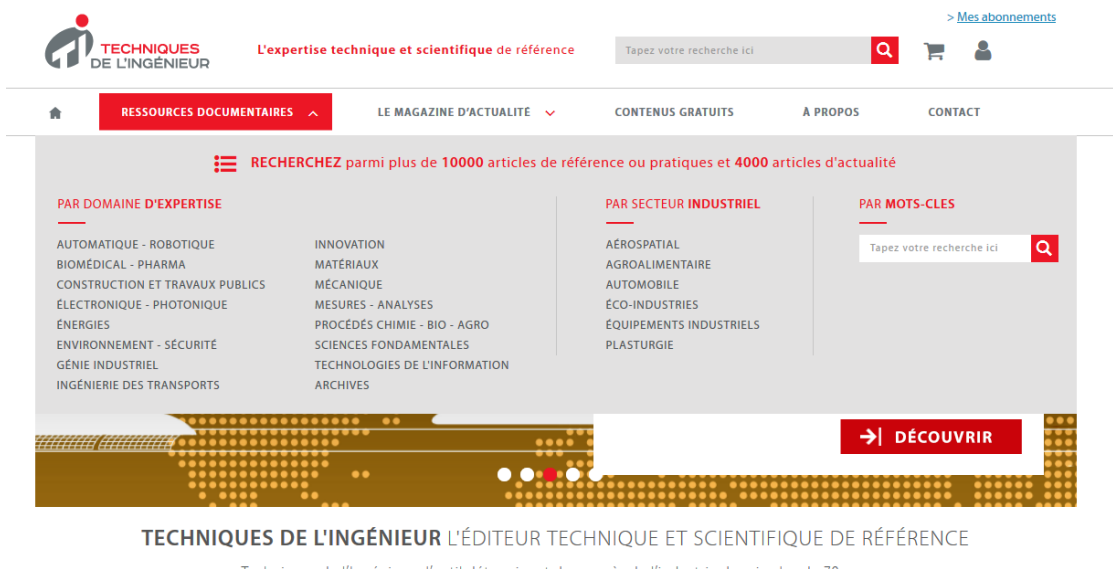 > Mes abonnements
TECHNIQUES
DE L'INGÉNIEUR
L'expertise technique et scientifique de référence
Tapez votre recherche ici
RESSOURCES DOCUMENTAIRES
LE MAGAZINE D'ACTUALITÉ
CONTENUS GRATUITS
À PROPOS
CONTACT
RECHERCHEZ parmi plus de 10000 articles de référence ou pratiques et 4000 articles d'actualité
PAR DOMAINE D'EXPERTISE
AUTOMATIQUE - ROBOTIQUE
BIOMÉDICAL - PHARMA
CONSTRUCTION ET TRAVAUX PUBLICS
ÉLECTRONIQUE - PHOTONIQUE
ÉNERGIES
ENVIRONNEMENT - SÉCURITÉ
GÉNIE INDUSTRIEL
INGÉNIERIE DES TRANSPORTS
INNOVATION
MATÉRIAUX
MÉCANIQUE
MESURES - ANALYSES
PROCÉDÉS CHIMIE - BIO - AGRO
SCIENCES FONDAMENTALES
TECHNOLOGIES DE L'INFORMATION
ARCHIVES
PAR SECTEUR INDUSTRIEL
AÉROSPATIAL
AGROALIMENTAIRE
AUTOMOBILE
ÉCO-INDUSTRIES
ÉQUIPEMENTS INDUSTRIELS
PLASTURGIE
PAR MOTS-CLES
Tapez votre recherche ici
DÉCOUVRIR
TECHNIQUES DE L'INGÉNIEUR L'ÉDITEUR TECHNIQUE ET SCIENTIFIQUE DE RÉFÉRENCE